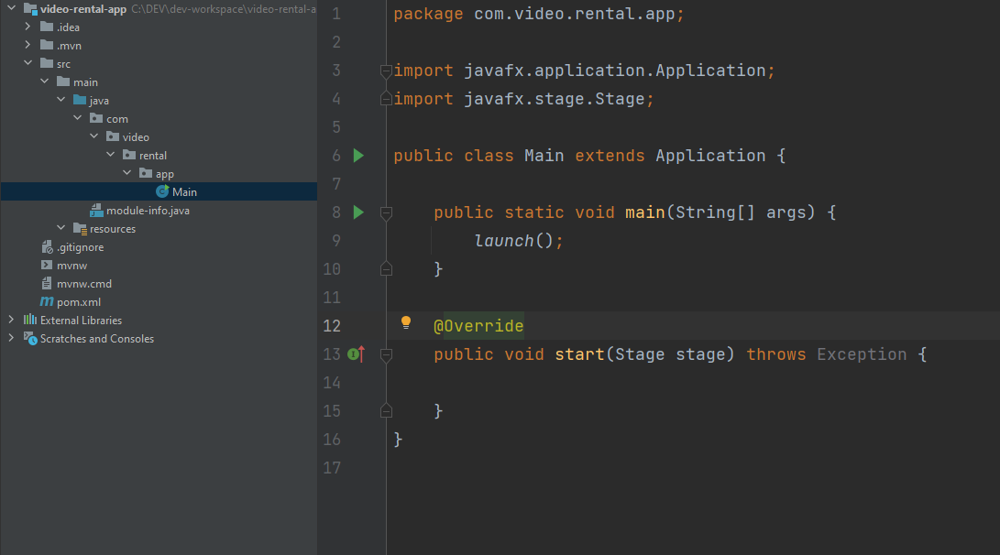 video-rental-app C:\DEV\dev-workspace\video-rental-a
.idea
.mvn
src
main
java
com
video
rental
app
Main
module-info.java
resources
.gitignore
mvnw
mvnw.cmd
pom.xml
External Libraries
Scratches and Consoles
1 package com.video.rental.app;
2
3 import javafx.application.Application;
4 import javafx.stage.Stage;
5
6 public class Main extends Application {
7
8 public static void main(String[] args) {
9 launch();
10 }
11
12 @Override
13 public void start(Stage stage) throws Exception {
14
15 }
16 }
17